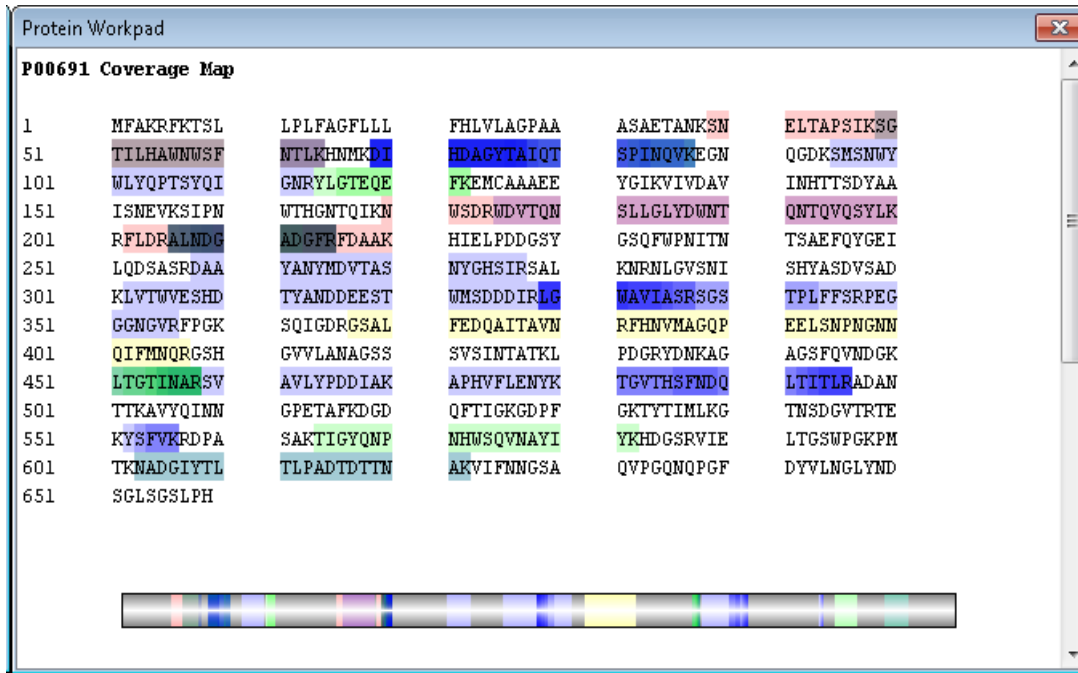 Protein Workpad
P00691 Coverage Map
1 MFAKRFKTSL LPLFAGFLLL FHLVLAGPAA ASAETANKSN ELTAPSIKSG
51 TILHAWNWSF NTLKHNMKDI HDAGYTAIQT SPINQVKEGN QGDKSMSNWY
101 WLYQPTSYQI GNRYLGTEQE FKEMCAAAEE YGIKVIVDAV INHTTSDYAA
151 ISNEVKSIPN WTHGNTQIKN WSDRWDVTQN SLLGLYDWNT QNTQVQSYLK
201 RFLDRALNDG ADGFRFDAAK HIELPDDGSY GSQFWPNITN TSAEFQYGEI
251 LQDSASRDAA YANYMDVTAS NYGHSIRSAL KNRNLGVSNI SHYASDVSAD
301 KLVTWVESHD TYANDDEEST WMSDDDIRLG WAVIASRSGS TPLFFSRPEG
351 GGNGVRFPGK SQIGDRGSAL FEDQAITAVN RFHNVMAGQP EELSNPNGNN
401 QIFMNQRGSH GVVLANAGSS SVSINTATKL PDGRYDNKAG AGSFQVNDGK
451 LTGTINARSV AVLYPDDIAK APHVFLENYK TGVTHSFNDQ LTITLRADAN
501 TTKAVYQINN GPETAFKDGD QFTIGKGDPF GKTYTIMLKG TNSDGVTRTE
551 KYSFVKRDPA SAKTIGYQNP NHWSQVNAYI YKHDGSRVIE LTGSWPGKPM
601 TKNADGIYTL TLPADTDTTN AKVIFNNGSA QVPGQNQPGF DYVLNGLYND
651 SGLSGSLPH